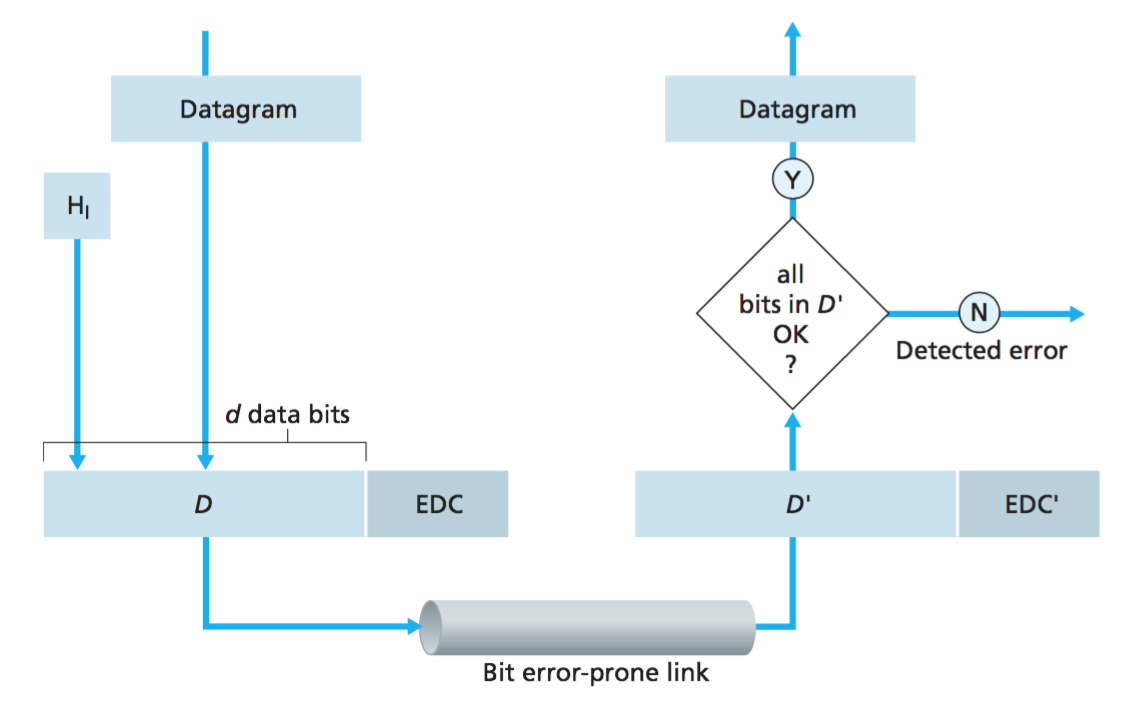 Datagram
H_l
d data bits
D
EDC
Bit error-prone link
Datagram
Y
all
bits in D'
OK
?
N
Detected error
D'
EDC'